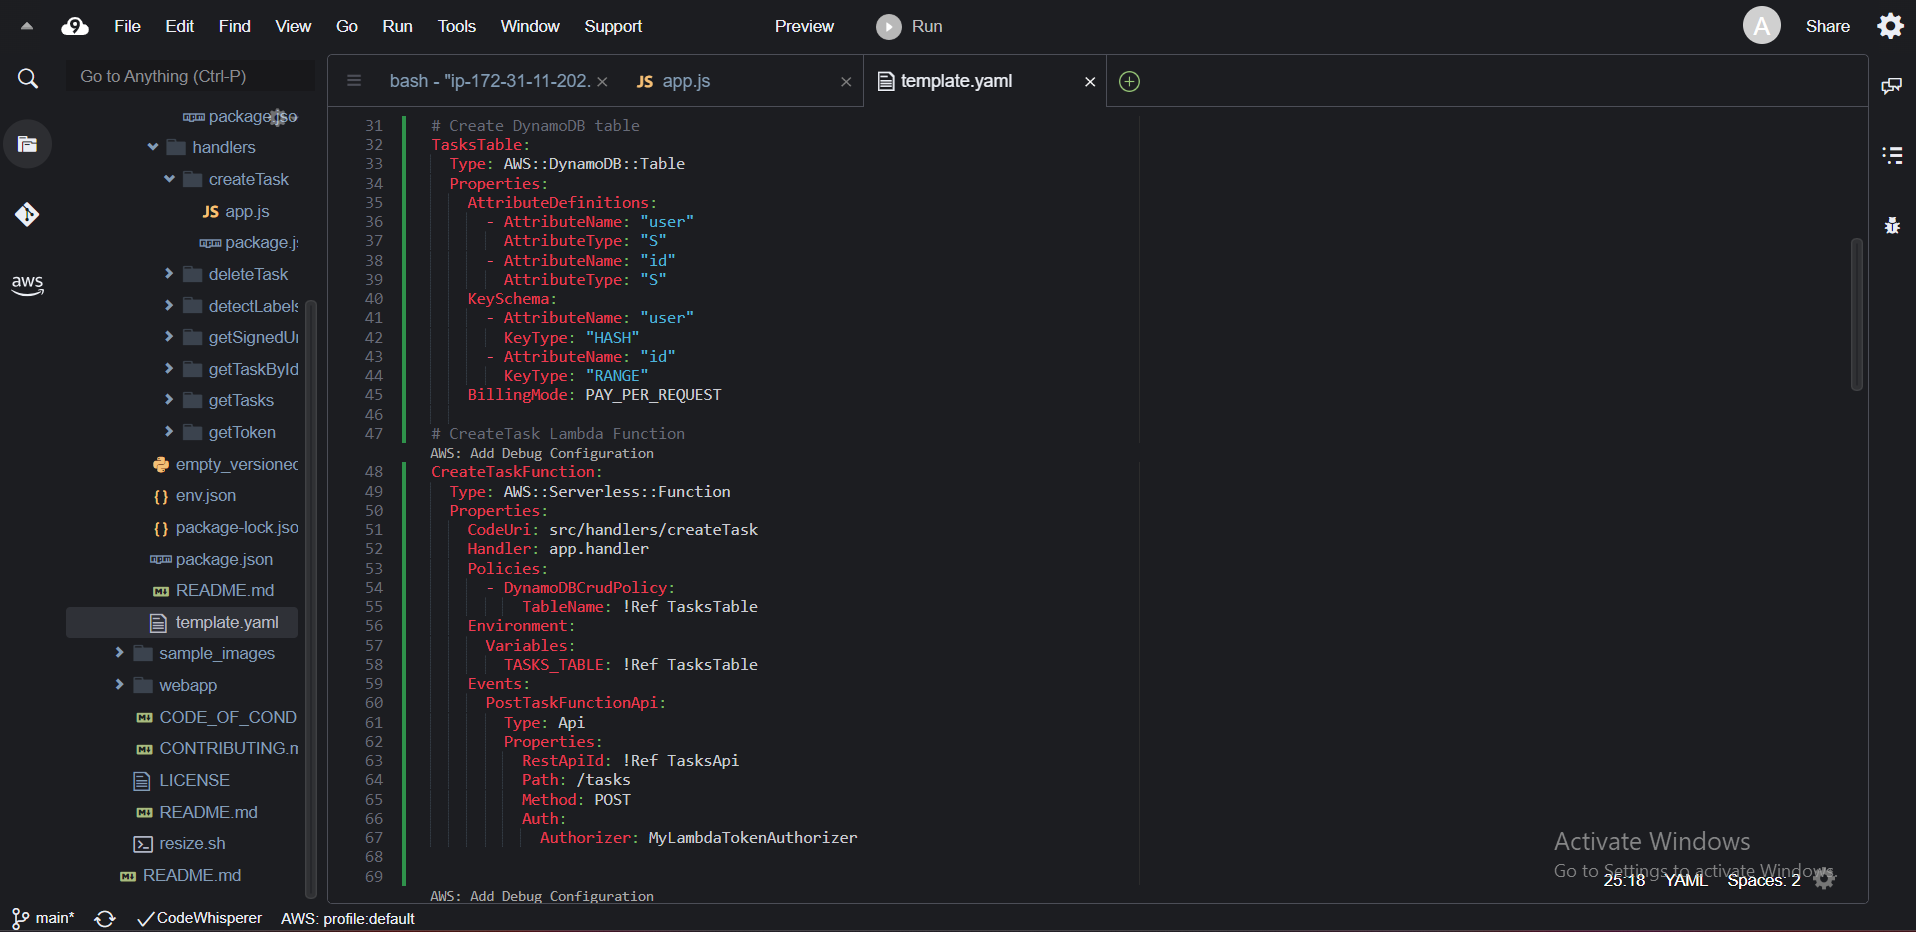 File Edit Find View Go Run Tools Window Support Preview Run A Share
Go to Anything (Ctrl-P)
bash - "ip-172-31-11-202. × JS app.js × template.yaml ×
handlers
createTask
JS app.js
package.j
deleteTask
detectLabels
getSignedUr
getTaskById
getTasks
getToken
empty_versioned
{} env.json
{} package-lock.jso
package.json
README.md
template.yaml
sample_images
webapp
CODE_OF_COND
CONTRIBUTING.m
LICENSE
README.md
resize.sh
README.md
aws
31 # Create DynamoDB table
32 TasksTable:
33 Type: AWS::DynamoDB::Table
34 Properties:
35 AttributeDefinitions:
36 - AttributeName: "user"
37 AttributeType: "S"
38 - AttributeName: "id"
39 AttributeType: "S"
40 KeySchema:
41 - AttributeName: "user"
42 KeyType: "HASH"
43 - AttributeName: "id"
44 KeyType: "RANGE"
45 BillingMode: PAY_PER_REQUEST
46
47 # CreateTask Lambda Function
AWS: Add Debug Configuration
48 CreateTaskFunction:
49 Type: AWS::Serverless::Function
50 Properties:
51 CodeUri: src/handlers/createTask
52 Handler: app.handler
53 Policies:
54 - DynamoDBCrudPolicy:
55 TableName: !Ref TasksTable
56 Environment:
57 Variables:
58 TASKS_TABLE: !Ref TasksTable
59 Events:
60 PostTaskFunctionApi:
61 Type: Api
62 Properties:
63 RestApiId: !Ref TasksApi
64 Path: /tasks
65 Method: POST
66 Auth:
67 Authorizer: MyLambdaTokenAuthorizer
68
69
AWS: Add Debug Configuration
Activate Windows
Go to Settings to activate Windows.
25:18 YAML Spaces: 2
main* CodeWhisperer AWS: profile:default